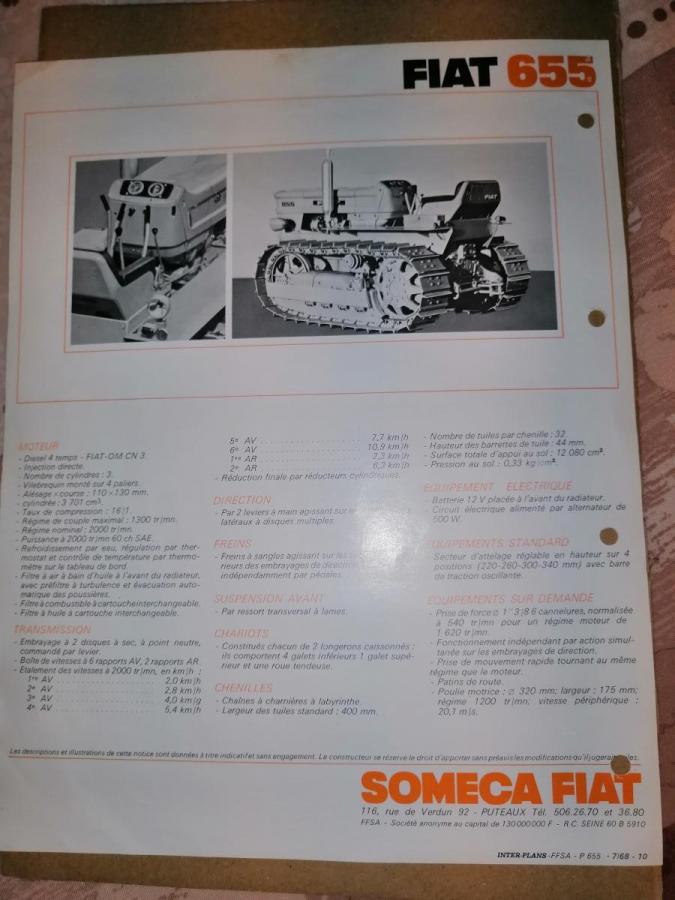 FIAT 655
655
FIAT
MOTEUR
- Diesel 4 temps - FIAT-OM CN 3.
- Injection directe.
- Nombre de cylindres : 3.
- Vilebrequin monté sur 4 paliers.
- Alésage × course : 110 × 130 mm.
- cylindrée : 3 701 cm³.
- Taux de compression : 16|1.
- Régime de couple maximal : 1300 tr|mn.
- Régime nominal : 2000 tr|mn.
- Puissance à 2000 tr|mn 60 ch SAE.
- Refroidissement par eau, régulation par thermostat et contrôle de température par thermo-
mètre sur le tableau de bord.
- Filtre à air à bain d'huile à l'avant du radiateur,
avec préfiltre à turbulence et évacuation auto-
matique des poussières.
- Filtre à combustible à cartouche interchangeable.
- Filtre à huile à cartouche interchangeable.
TRANSMISSION
- Embrayage à 2 disques à sec, à point neutre,
commandé par levier.
- Boîte de vitesses à 6 rapports AV, 2 rapports AR.
- Etalement des vitesses à 2000 tr|mn, en km|h :
1re AV 2,0 km|h
2e AV 2,8 km|h
3e AV 4,0 km|g
4e AV 5,4 km|h
5e AV 7,7 km|h
6e AV 10,9 km|h
1re AR 2,3 km|h
2e AR 6,3 km|h
- Réduction finale par réducteurs cylindriques.
DIRECTION
- Par 2 leviers à main agissant sur
latéraux à disques multiples.
FREINS
- Freins à sangles agissant sur les
rieurs des embrayages de direction
indépendamment par pédales.
SUSPENSION AVANT
- Par ressort transversal à lames.
CHARIOTS
- Constitués chacun de 2 longerons caissonnés :
ils comportent 4 galets inférieurs 1 galet supé-
rieur et une roue tendeuse.
CHENILLES
- Chaînes à charnières à labyrinthe.
- Largeur des tuiles standard : 400 mm.
- Nombre de tuiles par chenille : 32
- Hauteur des barrettes de tuile : 44 mm.
- Surface totale d'appui au sol : 12 080 cm².
- Pression au sol : 0,33 kg|cm².
EQUIPEMENT ELECTRIQUE
- Batterie 12 V placée à l'avant du radiateur.
- Circuit électrique alimenté par alternateur de
500 W.
EQUIPEMENTS STANDARD
- Secteur d'attelage réglable en hauteur sur 4
positions (220-260-300-340 mm) avec barre
de traction oscillante.
EQUIPEMENTS SUR DEMANDE
- Prise de force ∅ 1" 3|8 6 cannelures, normalisée
à 540 tr|mn pour un régime moteur de
1 620 tr|mn.
- Fonctionnement indépendant par action simul-
tanée sur les embrayages de direction.
- Prise de mouvement rapide tournant au même
régime que le moteur.
- Patins de route.
- Poulie motrice : ∅ 320 mm; largeur : 175 mm;
régime 1200 tr|mn; vitesse périphérique :
20,1 m|s.
Les descriptions et illustrations de cette notice sont données à titre indicatif et sans engagement. Le constructeur se réserve le droit d'apporter sans préavis les modifications qu'il jugera
SOMECA FIAT
116, rue de Verdun 92 - PUTEAUX Tél. 506.26.70 et 36.80
FFSA - Société anonyme au capital de 130 000 000 F - R.C. SEINE 60 B 5910
INTER-PLANS -FFSA - P 655 - 7|68 - 10